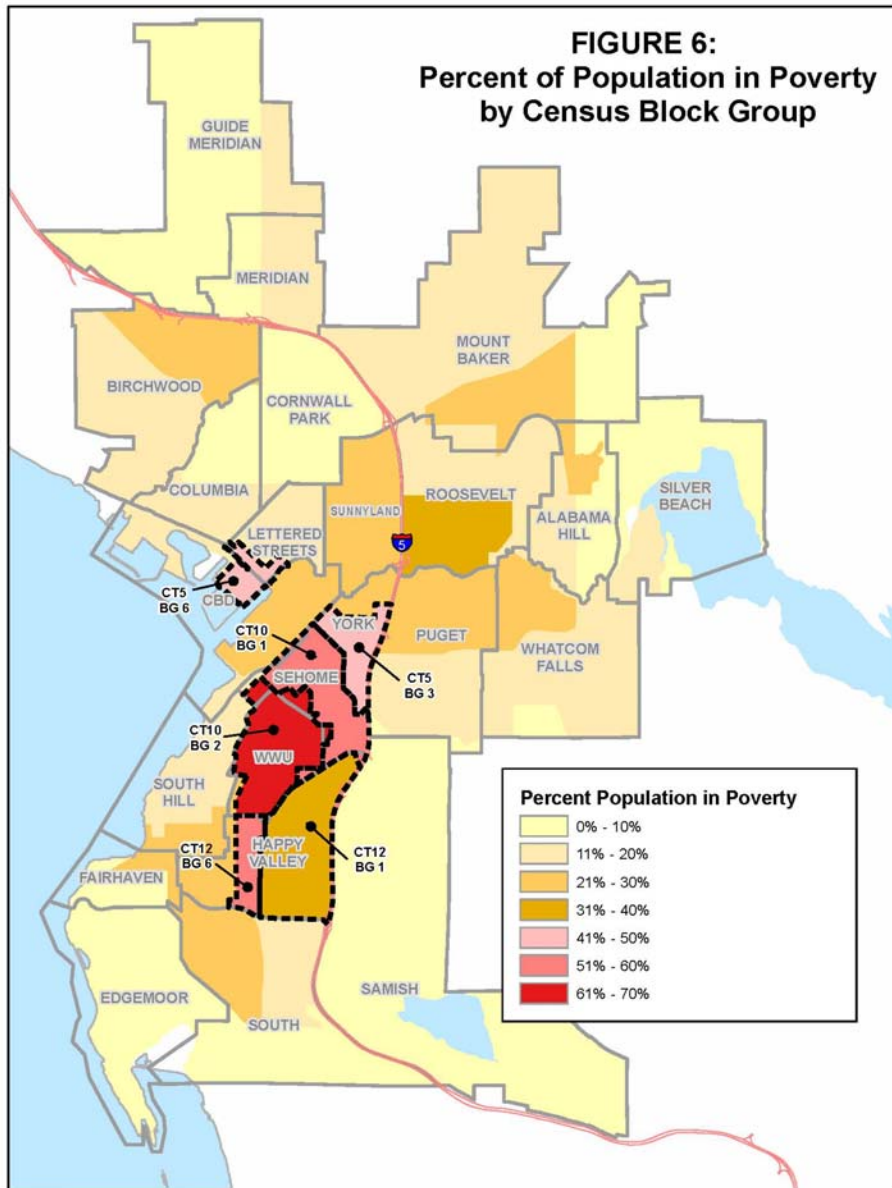 FIGURE 6:
Percent of Population in Poverty
by Census Block Group
GUIDE
MERIDIAN
MERIDIAN
MOUNT
BAKER
BIRCHWOOD
CORNWALL
PARK
COLUMBIA
SUNNYLAND
ROOSEVELT
SILVER
BEACH
LETTERED
STREETS
ALABAMA
HILL
5
CT5
BG 6
CBD
CT10
BG 1
YORK
PUGET
WHATCOM
FALLS
SEHOME
CT5
BG 3
CT10
BG 2
WWU
SOUTH
HILL
Percent Population in Poverty
0% - 10%
11% - 20%
21% - 30%
31% - 40%
41% - 50%
51% - 60%
61% - 70%
HAPPY
VALLEY
CT12
BG 1
CT12
BG 6
FAIRHAVEN
EDGEMOOR
SAMISH
SOUTH